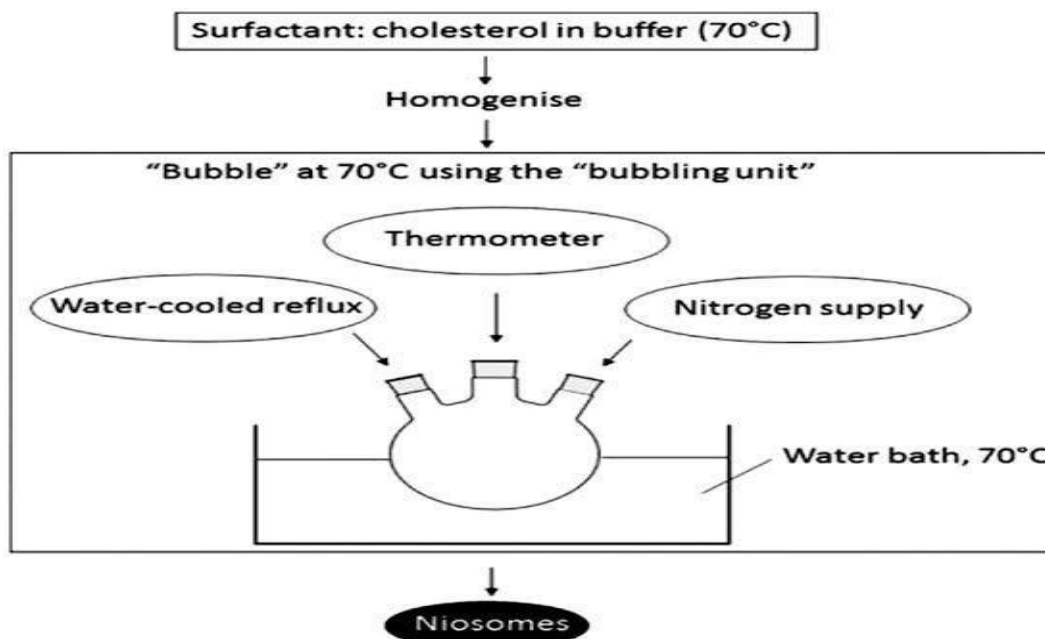 Surfactant: cholesterol in buffer (70°C)
Homogenise
“Bubble” at 70°C using the “bubbling unit”
Thermometer
Water-cooled reflux
Nitrogen supply
Water bath, 70°C
Niosomes